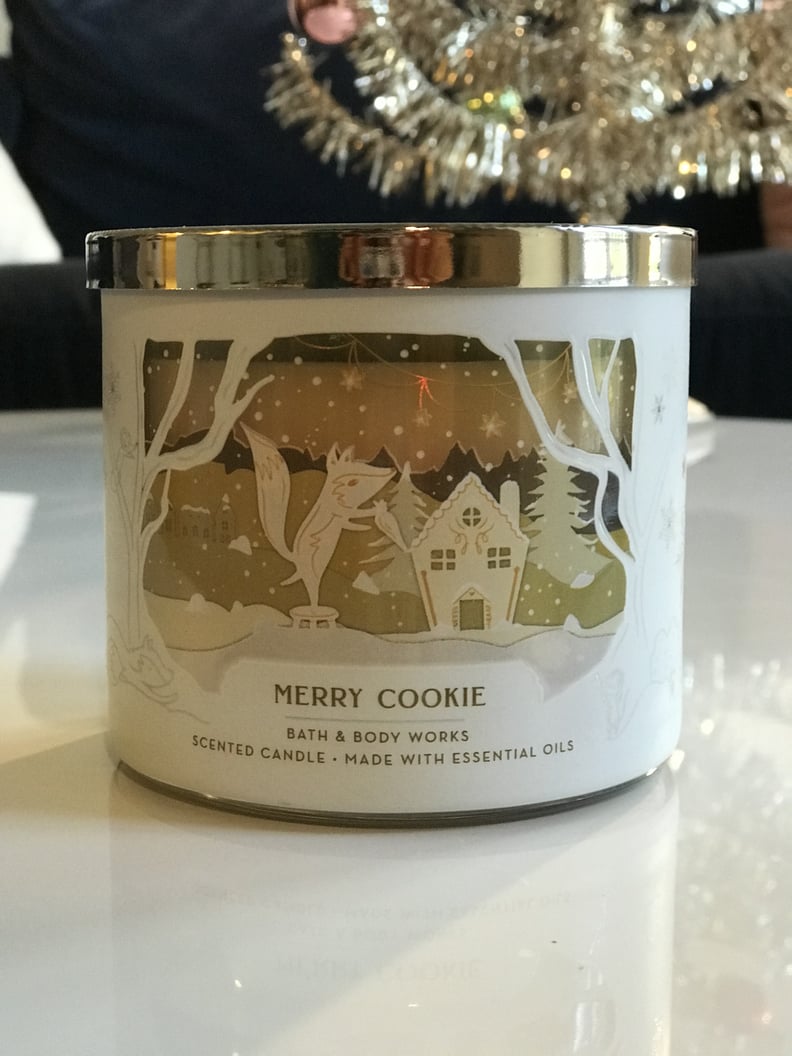 MERRY COOKIE
BATH & BODY WORKS
SCENTED CANDLE • MADE WITH ESSENTIAL OILS